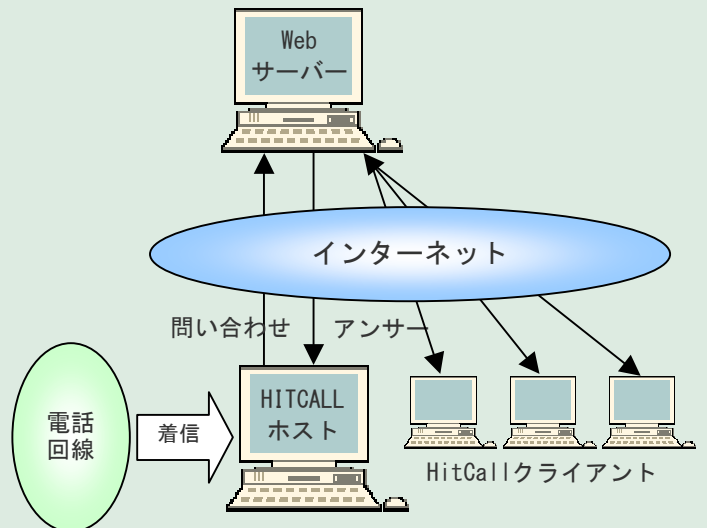 Web
サーバー
インターネット
問い合わせ
アンサー
電話
回線
着信
HITCALL
ホスト
HitCallクライアント